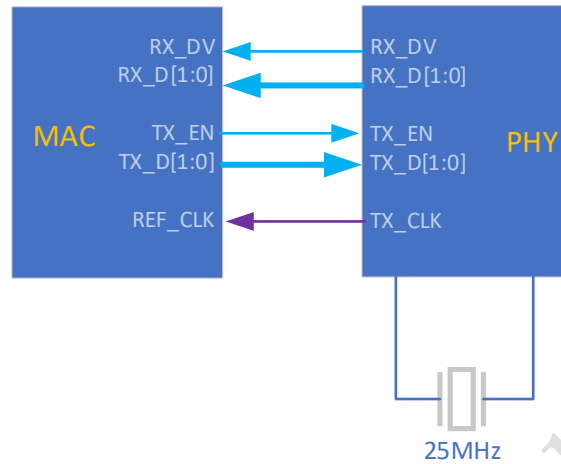 RX_DV
RX_D[1:0]
MAC
TX_EN
TX_D[1:0]
REF_CLK
RX_DV
RX_D[1:0]
TX_EN
PHY
TX_D[1:0]
TX_CLK
25MHz